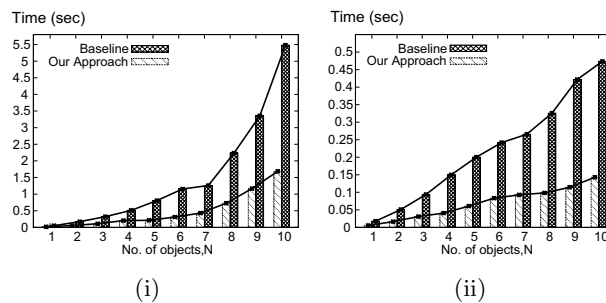 Time (sec)
5.5
5
4.5
4
3.5
3
2.5
2
1.5
1
0.5
0
Baseline
Our Approach
1 2 3 4 5 6 7 8 9 10
No. of objects,N
(i)
Time (sec)
0.5
0.45
0.4
0.35
0.3
0.25
0.2
0.15
0.1
0.05
0
Baseline
Our Approach
1 2 3 4 5 6 7 8 9 10
No. of objects,N
(ii)